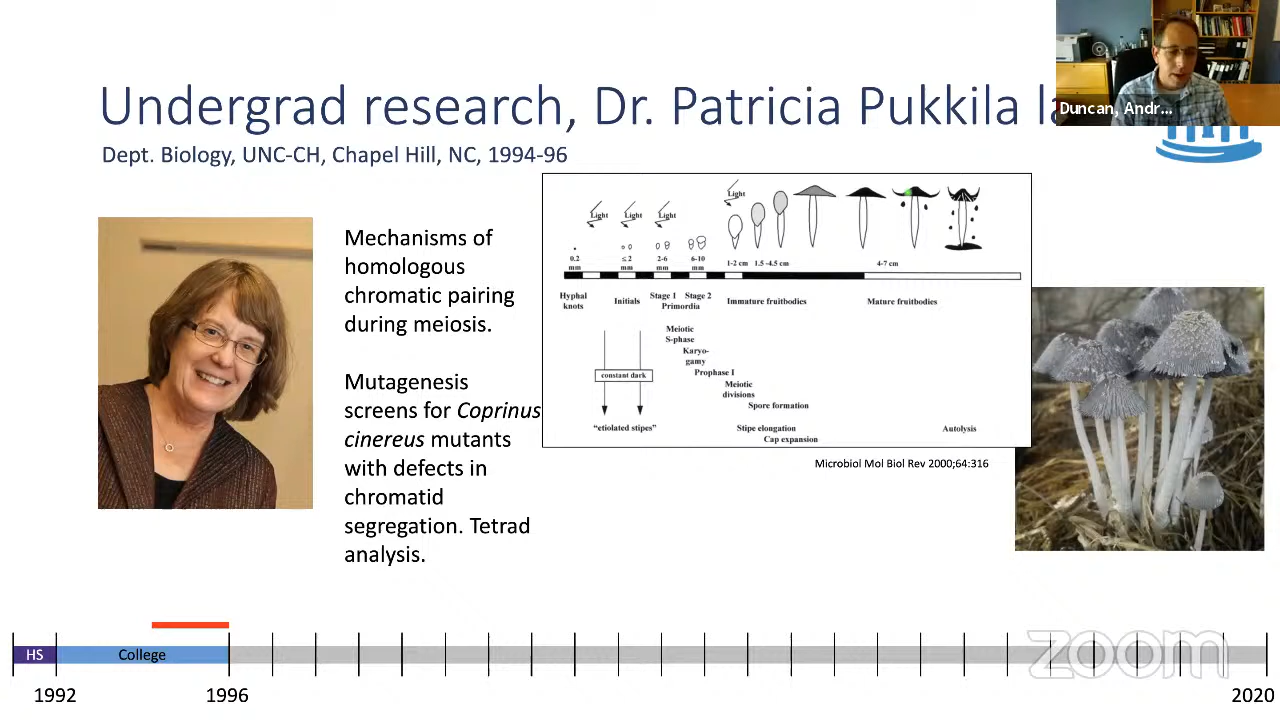 Undergrad research, Dr. Patricia Pukkila
Duncan, Andr...
Dept. Biology, UNC-CH, Chapel Hill, NC, 1994-96
Mechanisms of
homologous
chromatic pairing
during meiosis.
Mutagenesis
screens for Coprinus
cinereus mutants
with defects in
chromatid
segregation. Tetrad
analysis.
Light
Light Light Light
0.2
mm
≤ 2
mm
2-6
mm
6-10
mm
1-2 cm 1.5 -4.5 cm
4-7 cm
Hyphal
knots
Initials
Stage 1 Stage 2
Primordia
Immature fruitbodies
Mature fruitbodies
Meiotic
S-phase
Karyo-
gamy
Prophase I
Meiotic
divisions
Spore formation
constant dark
"etiolated stipes"
Stipe elongation
Cap expansion
Autolysis
Microbiol Mol Biol Rev 2000;64:316
HS
College
zoom
1992
1996
2020